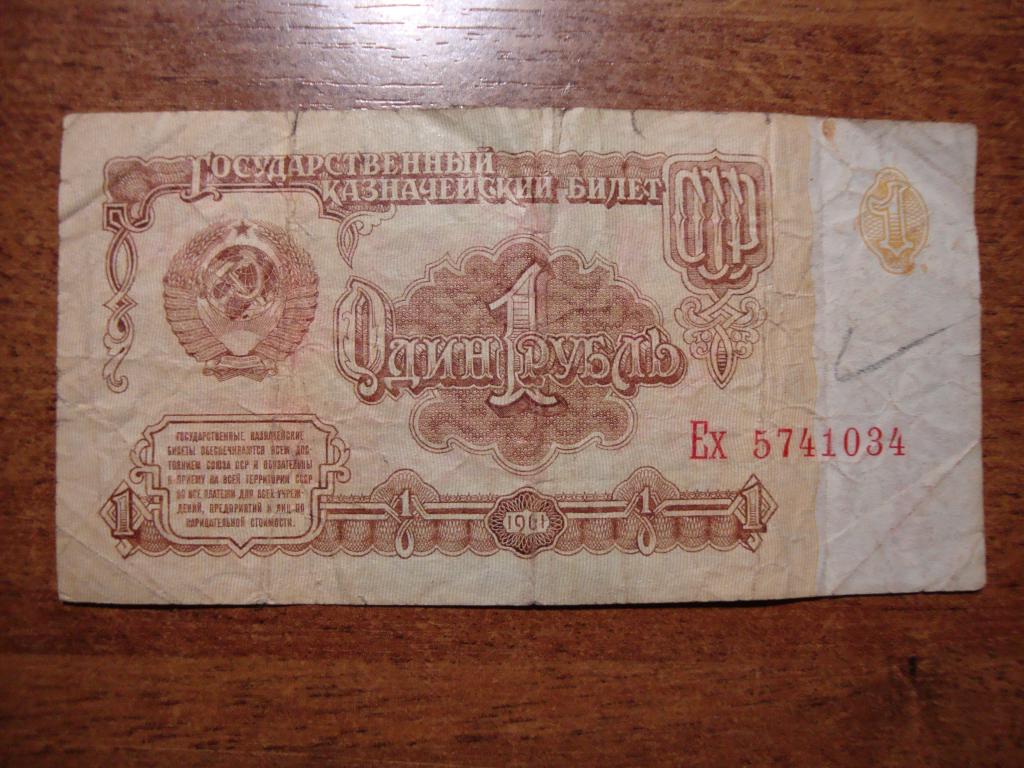 Государственный
казначейский билет
СССР
1
1
Один рубль
Ех 5741034
Государственные казначейские
билеты обеспечиваются всем дос-
тоянием Союза ССР и обязательны
к приему на всей территории СССР
во все платежи для всех учреж-
дений, предприятий и лиц по
нарицательной стоимости.
1
1
1961
1
1